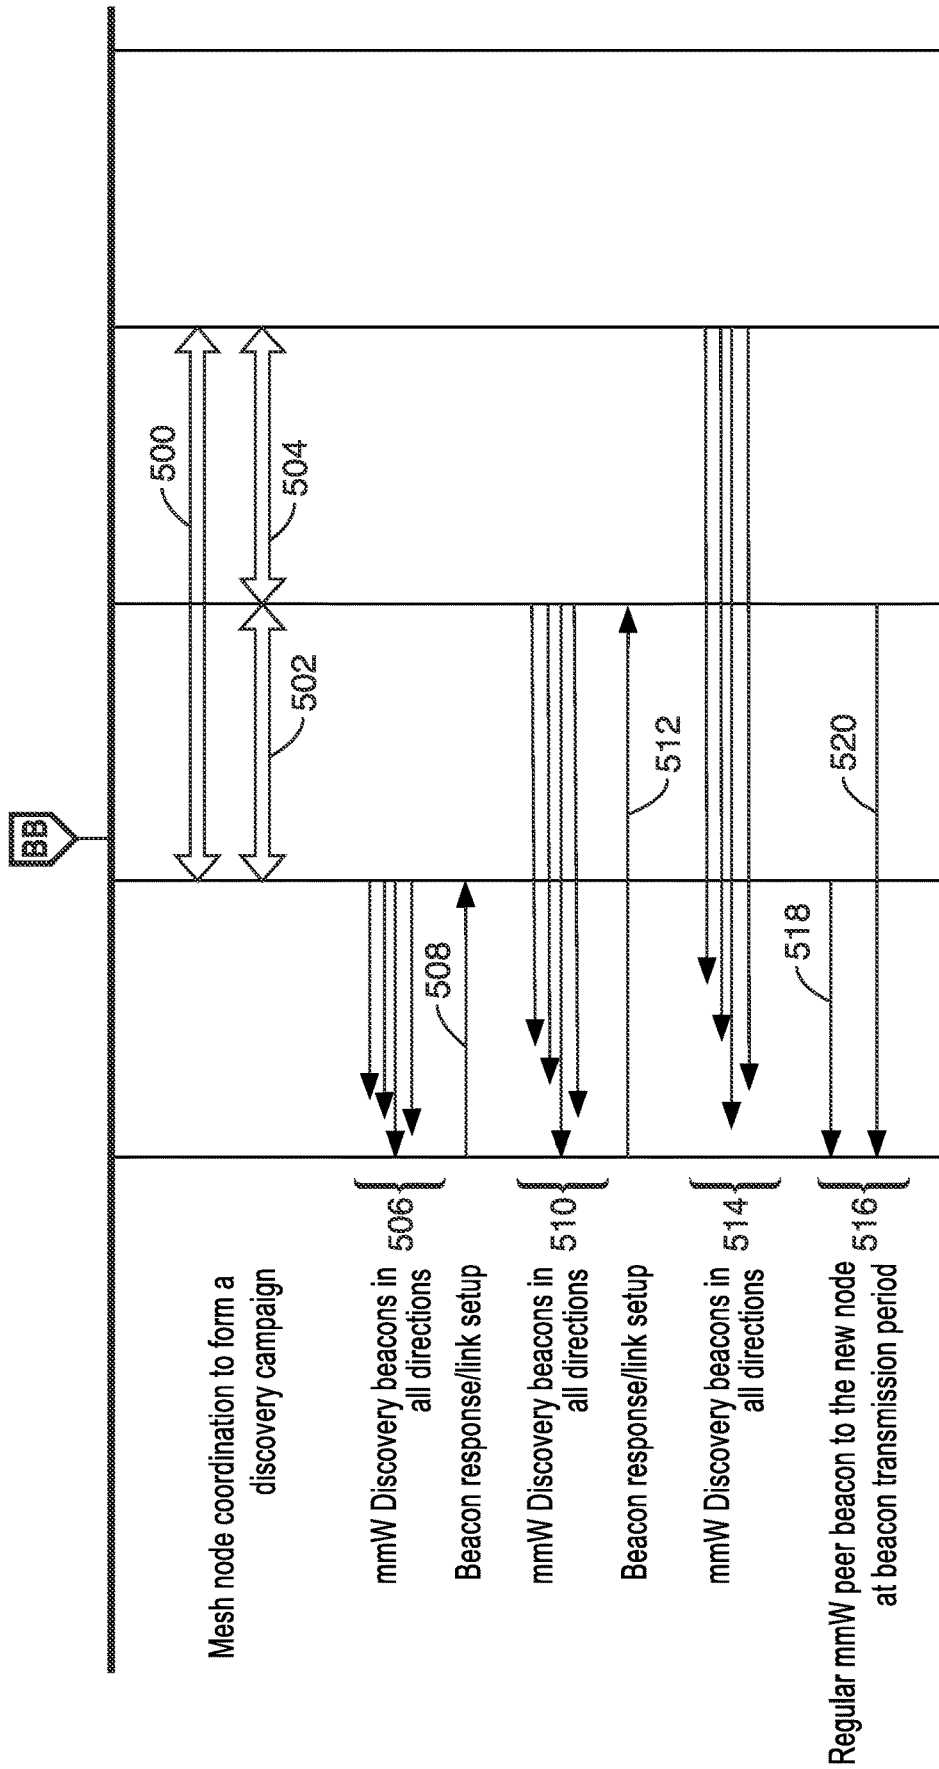 BB
Mesh node coordination to form a
discovery campaign
500
502
504
mmW Discovery beacons in
all directions
506
Beacon response/link setup
508
mmW Discovery beacons in
all directions
510
Beacon response/link setup
512
mmW Discovery beacons in
all directions
514
Regular mmW peer beacon to the new node
at beacon transmission period
516
518
520